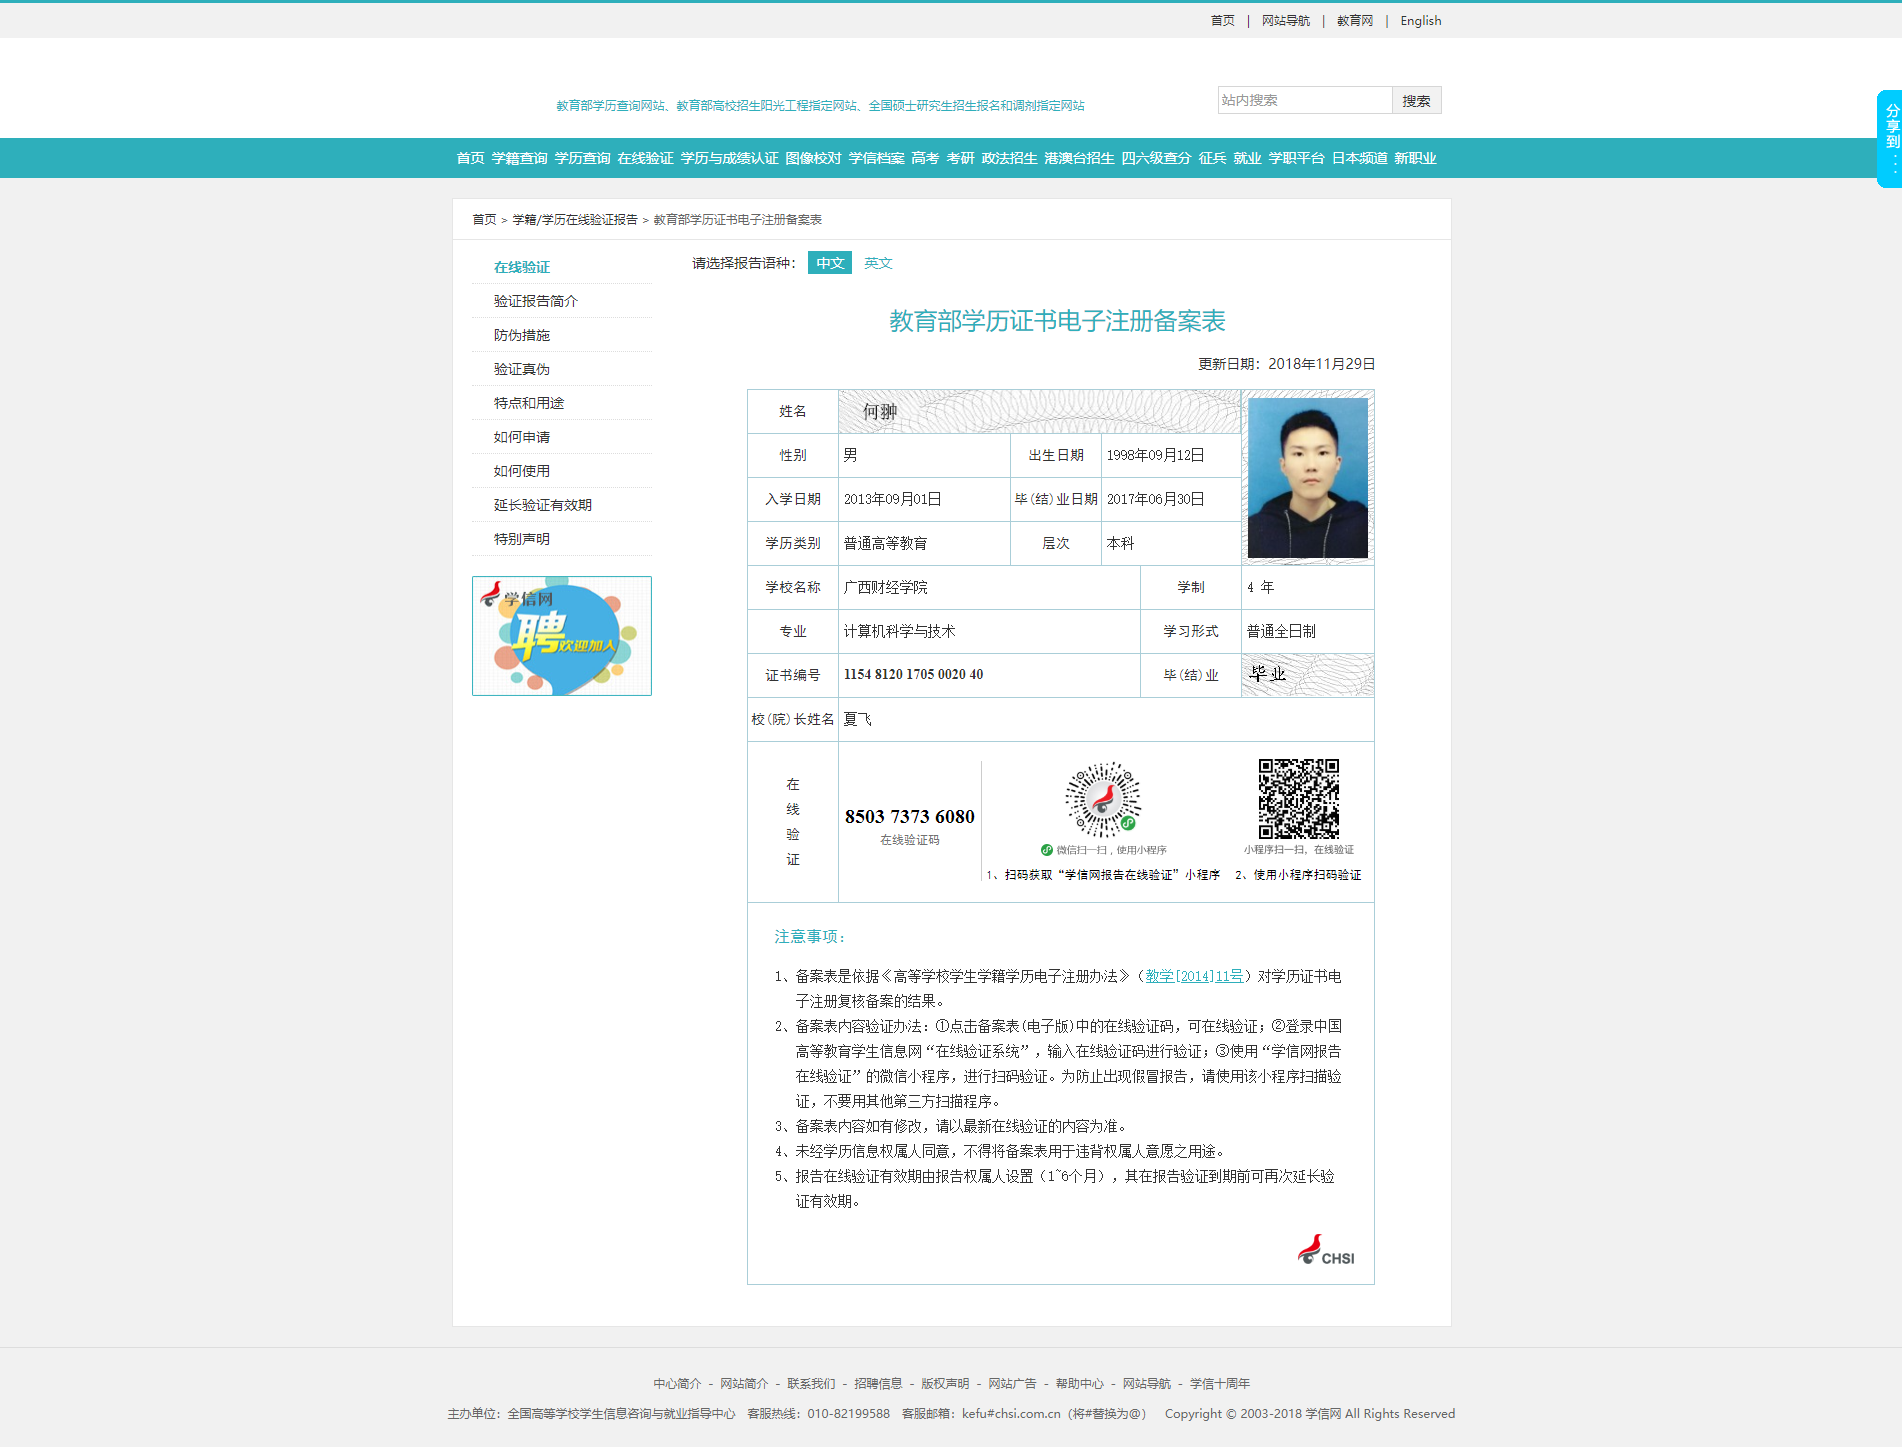 首页 | 网站导航 | 教育网 | English
教育部学历查询网站、教育部高校招生阳光工程指定网站、全国硕士研究生招生报名和调剂指定网站
站内搜索 搜索
分享到:
首页 学籍查询 学历查询 在线验证 学历与成绩认证 图像校对 学信档案 高考 考研 政法招生 港澳台招生 四六级查分 征兵 就业 学职平台 日本频道 新职业
首页 > 学籍/学历在线验证报告 > 教育部学历证书电子注册备案表
在线验证
验证报告简介
防伪措施
验证真伪
特点和用途
如何申请
如何使用
延长验证有效期
特别声明
学信网
聘 欢迎加入
请选择报告语种： 中文 英文
教育部学历证书电子注册备案表
更新日期：2018年11月29日
姓名 何翀
性别 男 出生日期 1998年09月12日
入学日期 2013年09月01日 毕(结)业日期 2017年06月30日
学历类别 普通高等教育 层次 本科
学校名称 广西财经学院 学制 4 年
专业 计算机科学与技术 学习形式 普通全日制
证书编号 1154 8120 1705 0020 40 毕(结)业 毕业
校(院)长姓名 夏飞
在线验证
8503 7373 6080
在线验证码
微信扫一扫，使用小程序
小程序扫一扫，在线验证
1、扫码获取“学信网报告在线验证”小程序 2、使用小程序扫码验证
注意事项：
1、备案表是依据《高等学校学生学籍学历电子注册办法》（教学[2014]11号）对学历证书电
子注册复核备案的结果。
2、备案表内容验证办法：①点击备案表(电子版)中的在线验证码，可在线验证；②登录中国
高等教育学生信息网“在线验证系统”，输入在线验证码进行验证；③使用“学信网报告
在线验证”的微信小程序，进行扫码验证。为防止出现假冒报告，请使用该小程序扫描验
证，不要用其他第三方扫描程序。
3、备案表内容如有修改，请以最新在线验证的内容为准。
4、未经学历信息权属人同意，不得将备案表用于违背权属人意愿之用途。
5、报告在线验证有效期由报告权属人设置（1~6个月），其在报告验证到期前可再次延长验
证有效期。
CHSI
中心简介 - 网站简介 - 联系我们 - 招聘信息 - 版权声明 - 网站广告 - 帮助中心 - 网站导航 - 学信十周年
主办单位：全国高等学校学生信息咨询与就业指导中心 客服热线：010-82199588 客服邮箱：kefu#chsi.com.cn（将#替换为@） Copyright © 2003-2018 学信网 All Rights Reserved